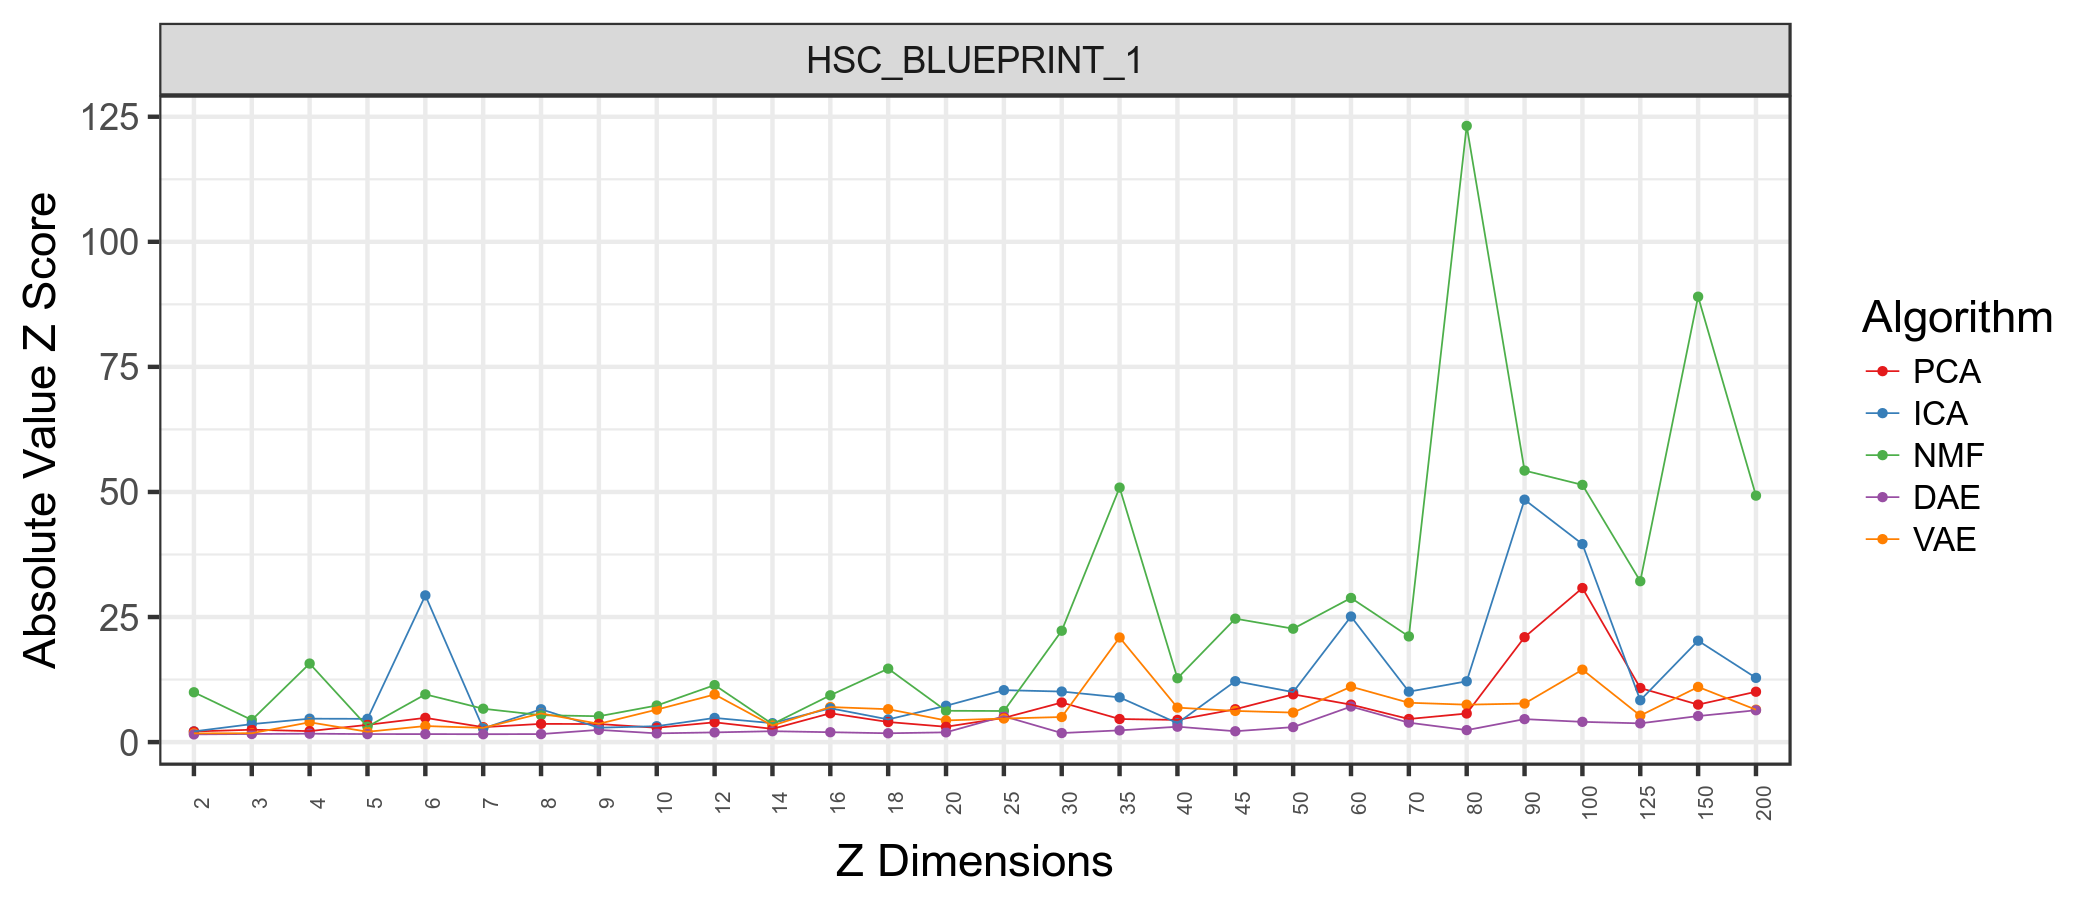 HSC_BLUEPRINT_1
Absolute Value Z Score
125
100
75
50
25
0
2 3 4 5 6 7 8 9 10 12 14 16 18 20 25 30 35 40 45 50 60 70 80 90 100 125 150 200
Z Dimensions
Algorithm
PCA
ICA
NMF
DAE
VAE